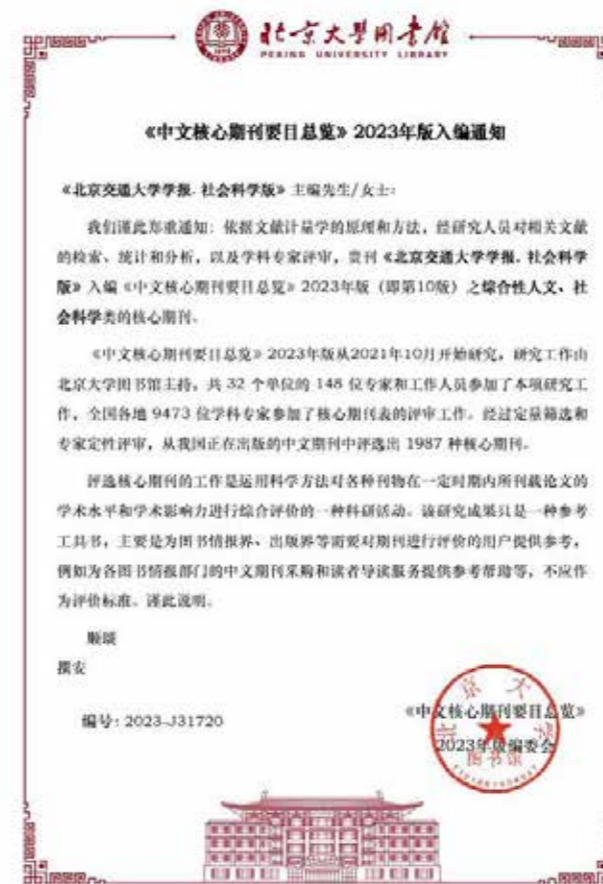 北京大學圖書館
PEKING UNIVERSITY LIBRARY
《中文核心期刊要目总览》2023年版入编通知
《北京交通大学学报. 社会科学版》主编先生/女士:
我们谨此郑重通知: 依据文献计量学的原理和方法, 经研究人员对相关文献
的检索、统计和分析, 以及学科专家评审, 贵刊《北京交通大学学报. 社会科学
版》入编《中文核心期刊要目总览》2023年版 (即第10版) 之综合性人文、社
会科学类的核心期刊。
《中文核心期刊要目总览》2023年版从2021年10月开始研究, 研究工作由
北京大学图书馆主持, 共 32 个单位的 148 位专家和工作人员参加了本项研究工
作, 全国各地 9473 位学科专家参加了核心期刊表的评审工作。经过定量筛选和
专家定性评审, 从我国正在出版的中文期刊中评选出 1987 种核心期刊。
评选核心期刊的工作是运用科学方法对各种刊物在一定时期内所刊载论文的
学术水平和学术影响力进行综合评价的一种科研活动。该研究成果只是一种参考
工具书, 主要是为图书情报界、出版界等需要对期刊进行评价的用户提供参考,
例如为各图书情报部门的中文期刊采购和读者导读服务提供参考帮助等, 不应作
为评价标准。谨此说明。
顺颂
撰安
《中文核心期刊要目总览》
编号: 2023-J31720
2023年版编委会
北京大学
图书馆